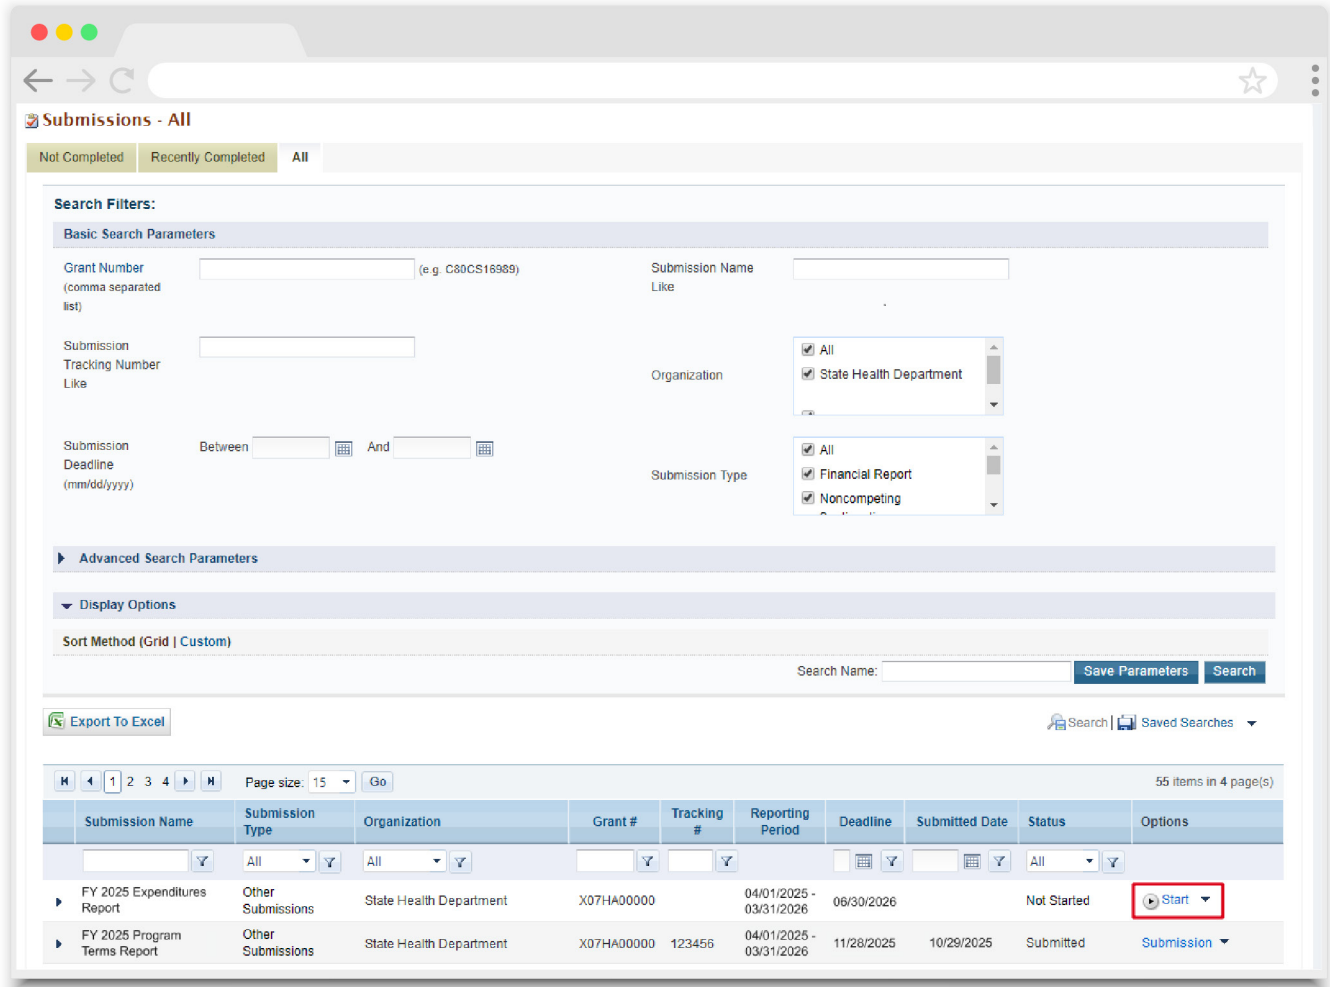 Submissions - All
Not Completed Recently Completed All
Search Filters:
Basic Search Parameters
Grant Number
(comma separated
list)
(e.g. C80CS16989)
Submission Name
Like
Submission
Tracking Number
Like
Organization
All
State Health Department
Submission
Deadline
(mm/dd/yyyy)
Between And
Submission Type
All
Financial Report
Noncompeting
Advanced Search Parameters
Display Options
Sort Method (Grid | Custom)
Search Name: Save Parameters Search
Export To Excel
Search | Saved Searches
1 2 3 4 Page size: 15 Go 55 items in 4 page(s)
Submission Name Submission Type Organization Grant # Tracking # Reporting Period Deadline Submitted Date Status Options
All All All
FY 2025 Expenditures Report Other Submissions State Health Department X07HA00000 04/01/2025 - 03/31/2026 06/30/2026 Not Started Start
FY 2025 Program Terms Report Other Submissions State Health Department X07HA00000 123456 04/01/2025 - 03/31/2026 11/28/2025 10/29/2025 Submitted Submission